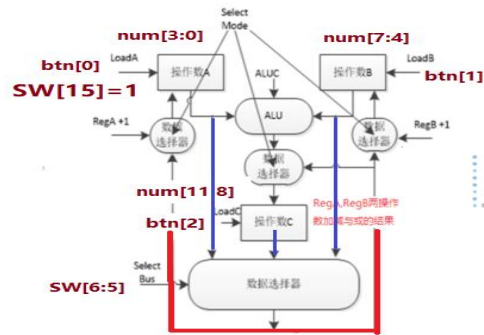 Select
Mode
num[3:0]
num[7:4]
btn[0]
LoadA
操作数A
ALUC
操作数B
LoadB
btn[1]
SW[15]=1
ALU
RegA +1
数据
选择器
数据
选择器
RegB +1
数据
选择器
num[11:8]
RegA,RegB两操作
数加减与或的结果
btn[2]
LoadC
操作数C
Select
Bus
SW[6:5]
数据选择器